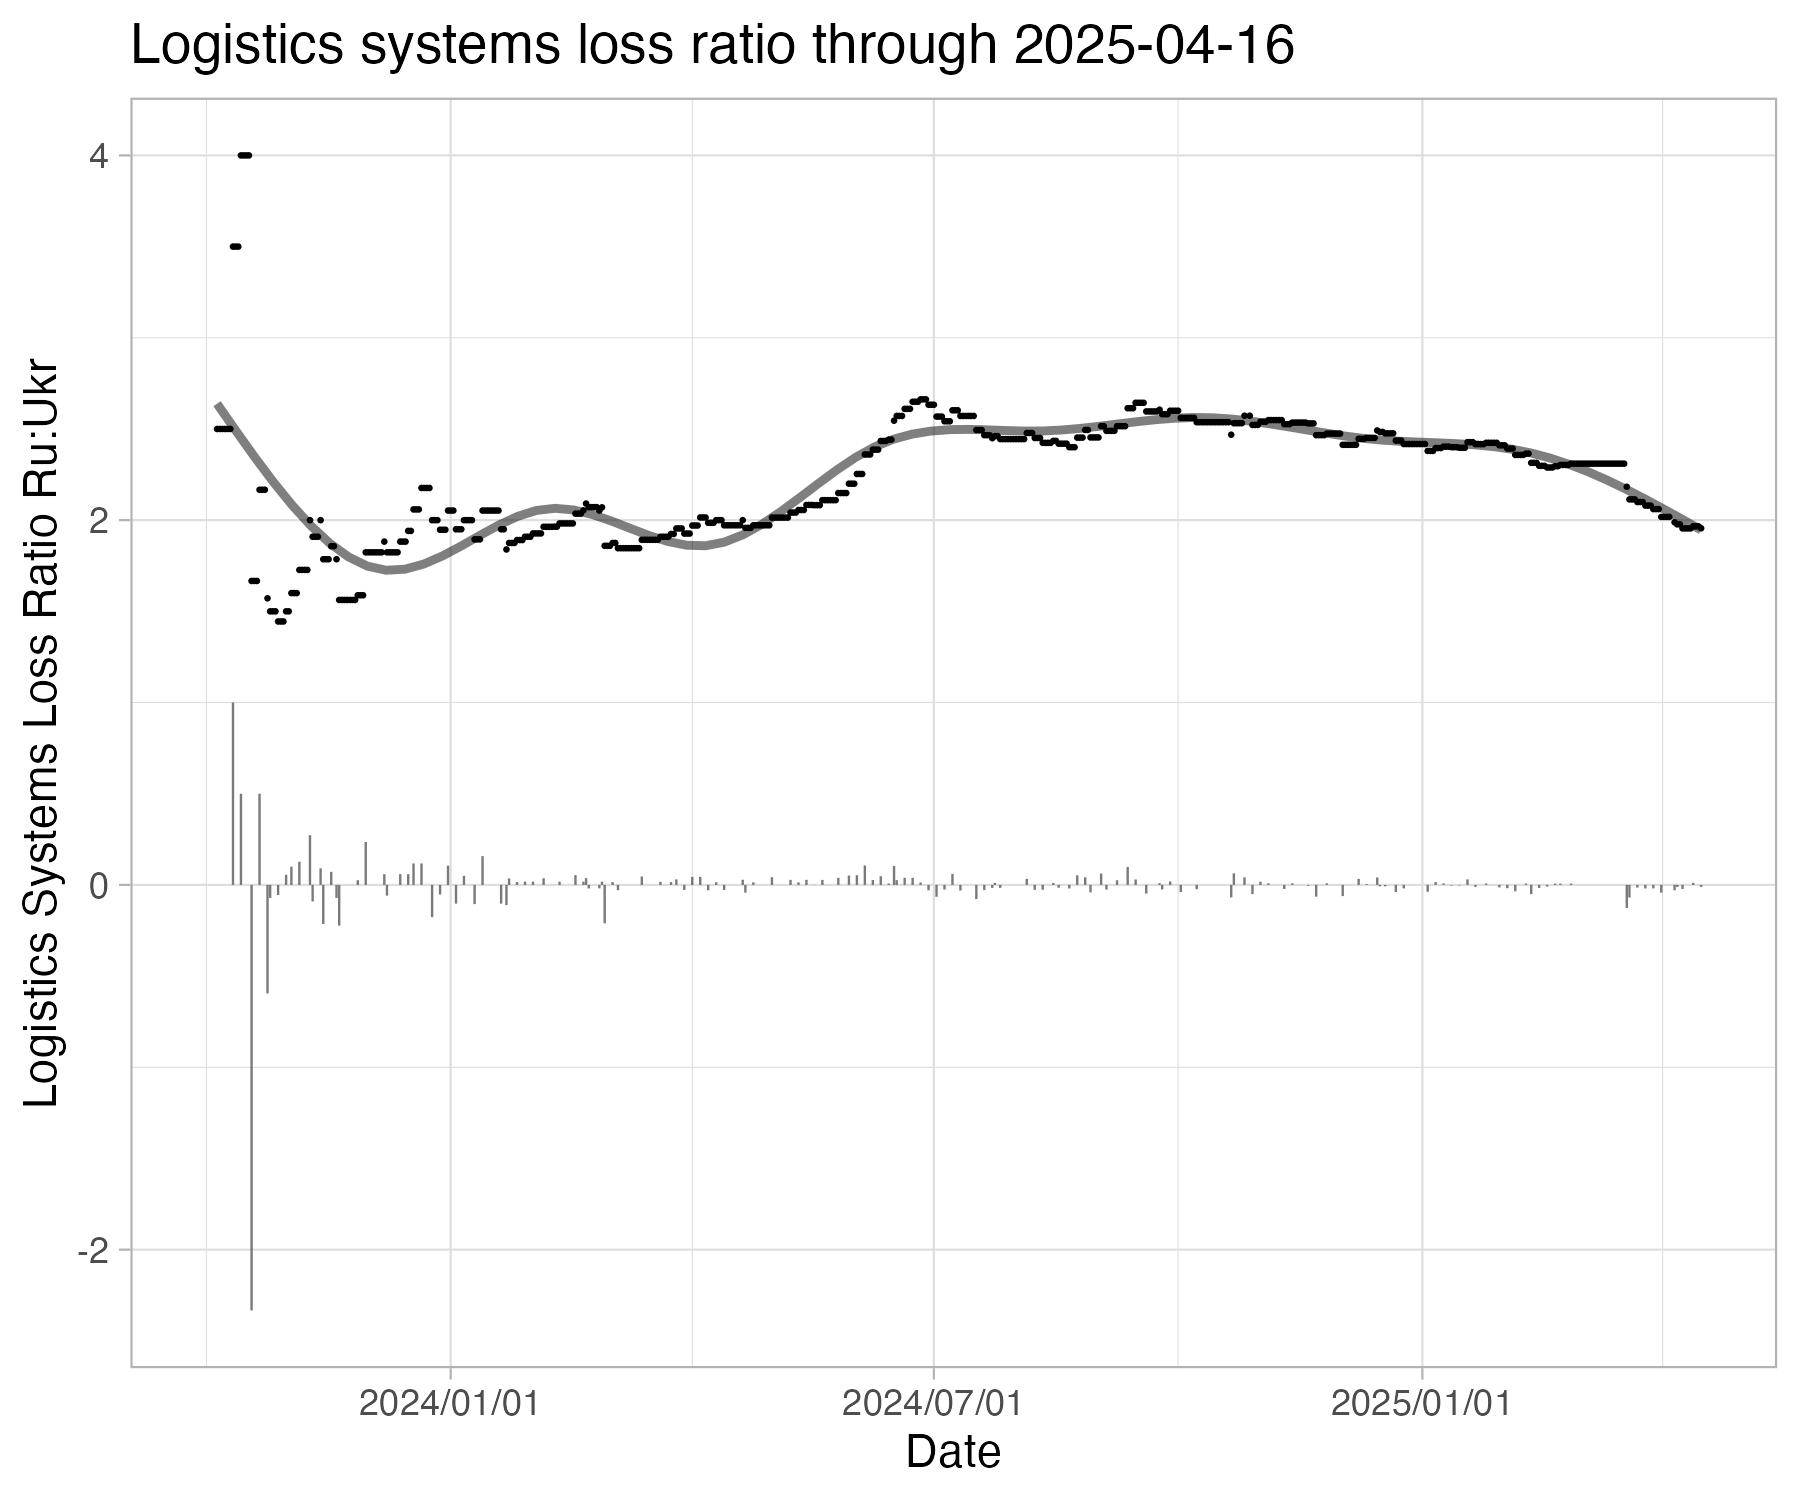 Logistics systems loss ratio through 2025-04-16
Logistics Systems Loss Ratio Ru:Ukr
4
2
0
-2
2024/01/01
2024/07/01
2025/01/01
Date